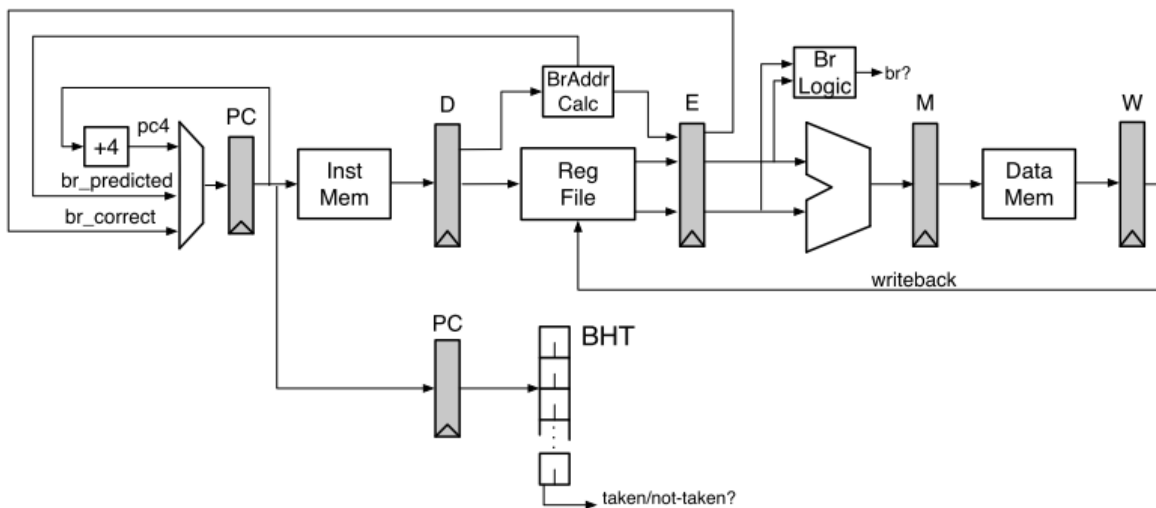 Br
Logic
br?
BrAddr
Calc
D
E
M
W
PC
pc4
+4
br_predicted
br_correct
Inst
Mem
Reg
File
Data
Mem
writeback
PC
BHT
taken/not-taken?